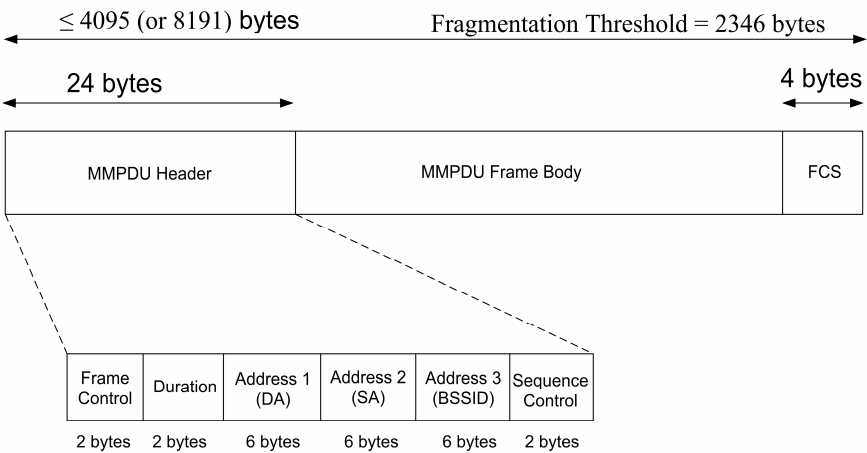 ≤ 4095 (or 8191) bytes Fragmentation Threshold = 2346 bytes
24 bytes 4 bytes
MMPDU Header MMPDU Frame Body FCS
Frame Control Duration Address 1 (DA) Address 2 (SA) Address 3 (BSSID) Sequence Control
2 bytes 2 bytes 6 bytes 6 bytes 6 bytes 2 bytes